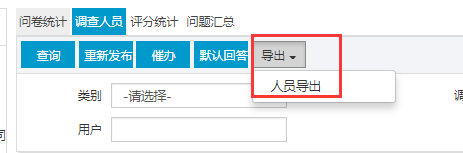 问卷统计 调查人员 评分统计 问题汇总
查询 重新发布 催办 默认回答 导出
人员导出
类别 -请选择-
用户